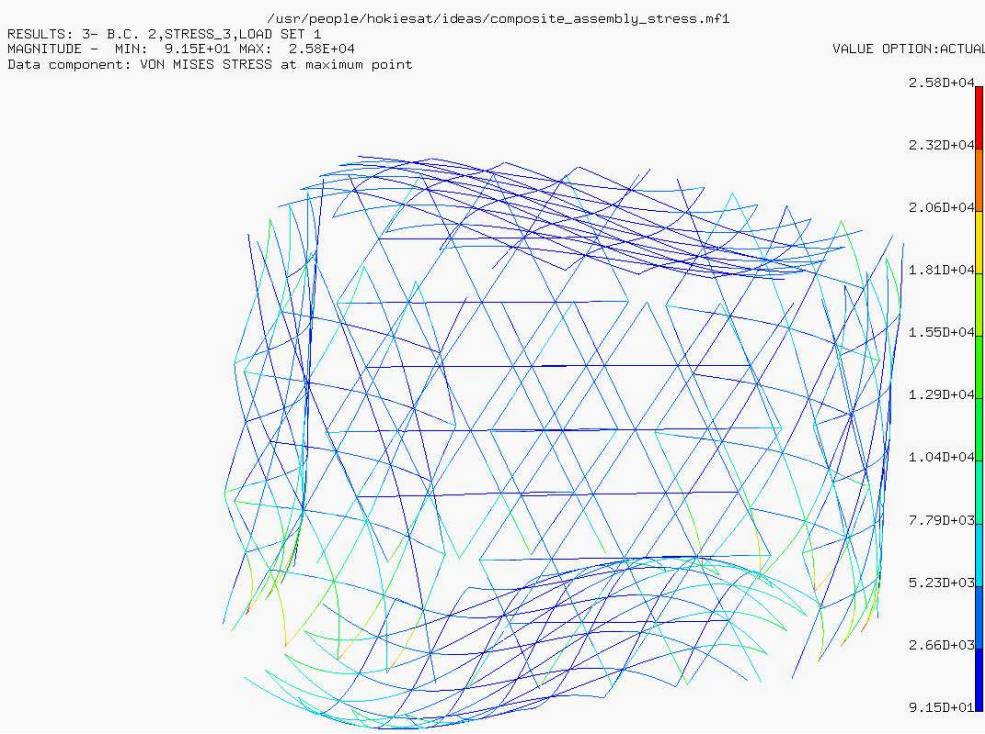 /usr/people/hokiesat/ideas/composite_assembly_stress.mf1
RESULTS: 3- B.C. 2,STRESS_3,LOAD SET 1
MAGNITUDE - MIN: 9.15E+01 MAX: 2.58E+04
VALUE OPTION:ACTUAL
Data component: VON MISES STRESS at maximum point
2.58D+04
2.32D+04
2.06D+04
1.81D+04
1.55D+04
1.29D+04
1.04D+04
7.79D+03
5.23D+03
2.66D+03
9.15D+01